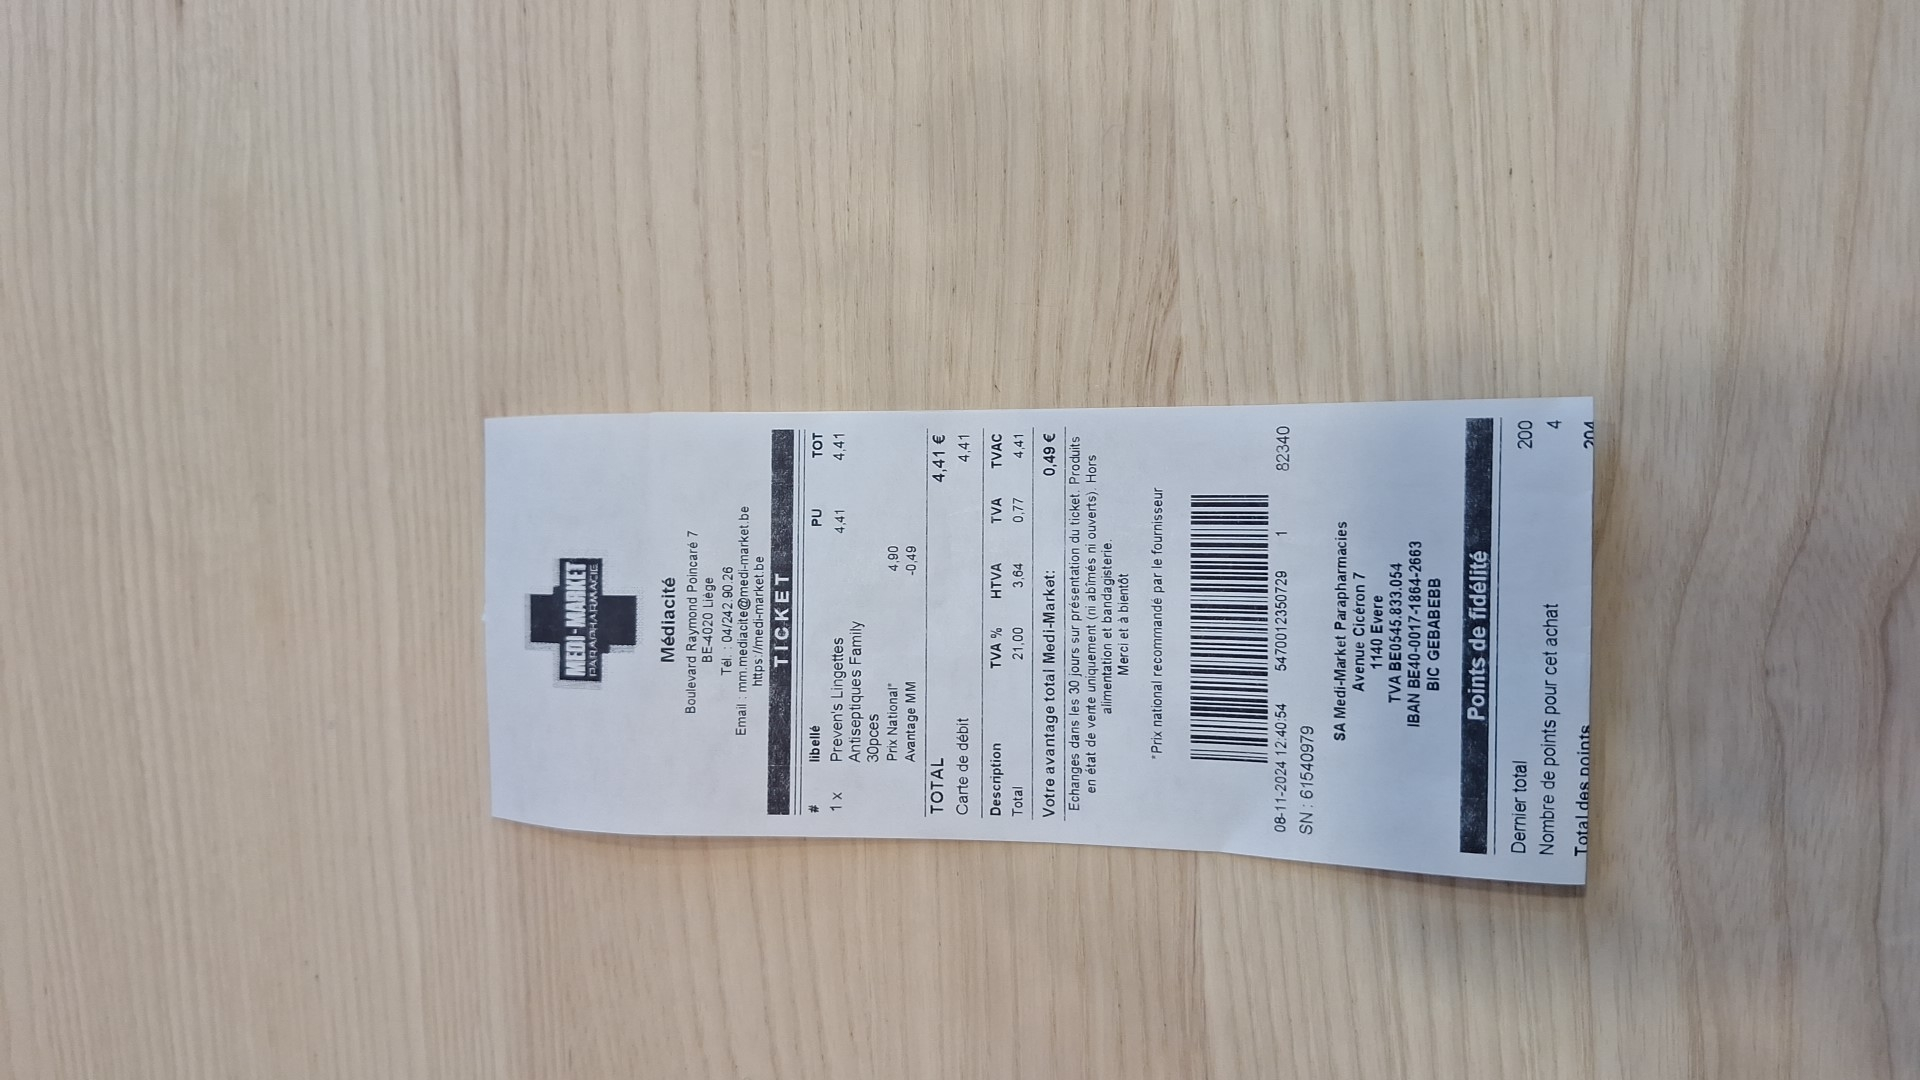 MEDI-MARKET
PARAPHARMACIE
Médiacité
Boulevard Raymond Poincaré 7
BE-4020 Liège
Tél. : 04/242.90.26
Email : mm.mediacite@medi-market.be
https://medi-market.be
TICKET
# libellé PU TOT
1 x Preven's Lingettes 4,41 4,41
Antiseptiques Family
30pces
Prix National* 4,90
Avantage MM -0,49
TOTAL 4,41 €
Carte de débit 4,41
Description TVA % HTVA TVA TVAC
Total 21,00 3,64 0,77 4,41
Votre avantage total Medi-Market: 0,49 €
Echanges dans les 30 jours sur présentation du ticket. Produits
en état de vente uniquement (ni abîmés ni ouverts). Hors
alimentation et bandagisterie.
Merci et à bientôt
*Prix national recommandé par le fournisseur
08-11-2024 12:40:54 5470012350729 1 82340
SN : 61540979
SA Medi-Market Parapharmacies
Avenue Cicéron 7
1140 Evere
TVA BE0545.833.054
IBAN BE40-0017-1864-2663
BIC GEBABEBB
Points de fidélité
Dernier total 200
Nombre de points pour cet achat 4
Total des points 204